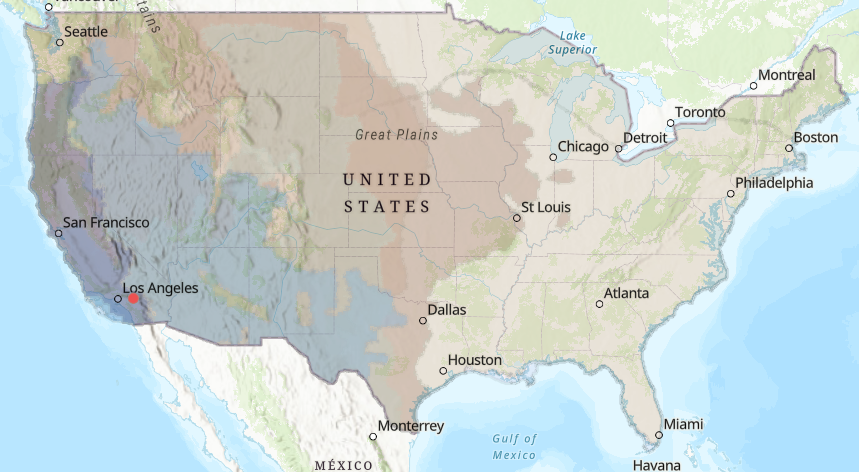 Vancouver
tains
Seattle
Lake
Superior
Montreal
Toronto
Great Plains
Detroit
Boston
Chicago
UNITED
STATES
Philadelphia
St Louis
San Francisco
Los Angeles
Atlanta
Dallas
Houston
Monterrey
Miami
Gulf of
Mexico
MÉXICO
Havana